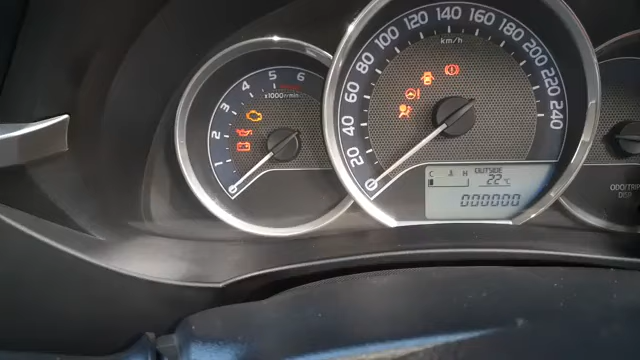 0 1 2 3 4 5 6
x1000r/min
20 40 60 80 100 120 140 160 180 200 220 240
km/h
C H
OUTSIDE
22°C
000000
ODO/TRIP
DISP